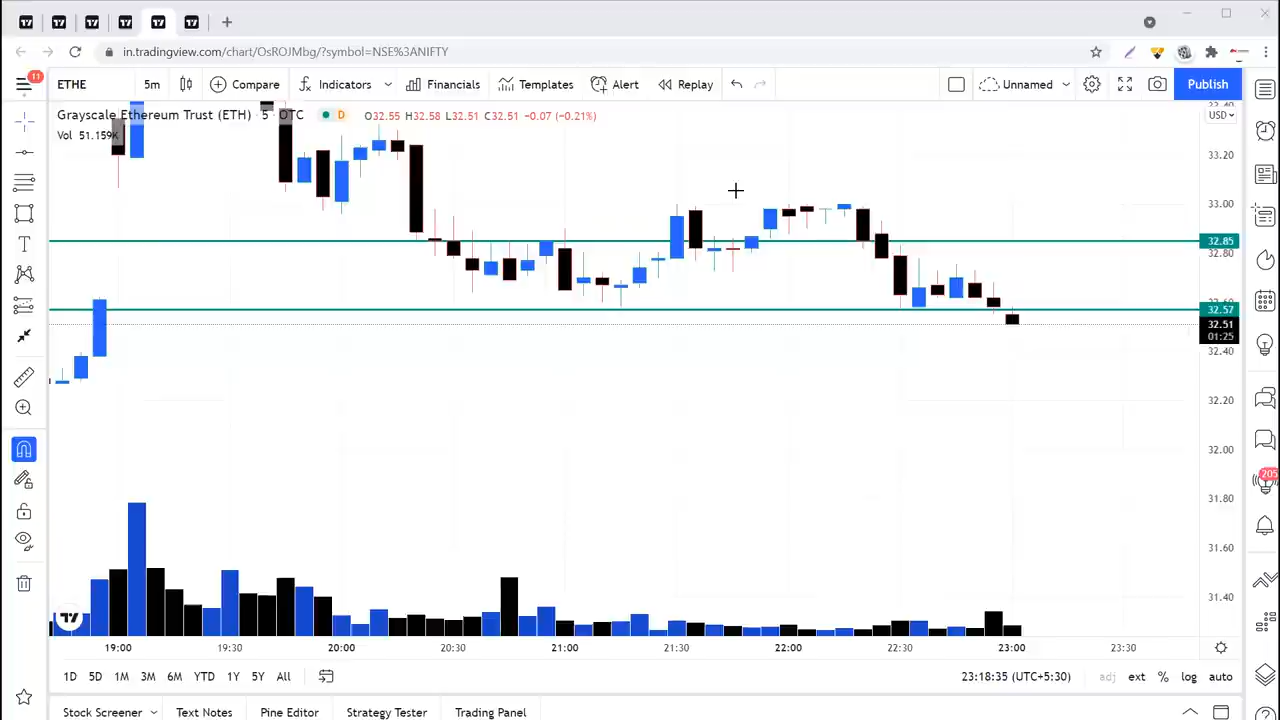 in.tradingview.com/chart/OsROJMbg/?symbol=NSE%3ANIFTY
11
ETHE
5m
Compare
Indicators
Financials
Templates
Alert
Replay
Unnamed
Publish
Grayscale Ethereum Trust (ETH) · 5 · OTC
D
O32.55 H32.58 L32.51 C32.51 −0.07 (−0.21%)
Vol 51.159K
USD
33.20
33.00
32.85
32.80
32.57
32.51
01:25
32.40
32.20
32.00
31.80
31.60
31.40
205
19:00
19:30
20:00
20:30
21:00
21:30
22:00
22:30
23:00
23:30
1D
5D
1M
3M
6M
YTD
1Y
5Y
All
23:18:35 (UTC+5:30)
adj
ext
%
log
auto
Stock Screener
Text Notes
Pine Editor
Strategy Tester
Trading Panel